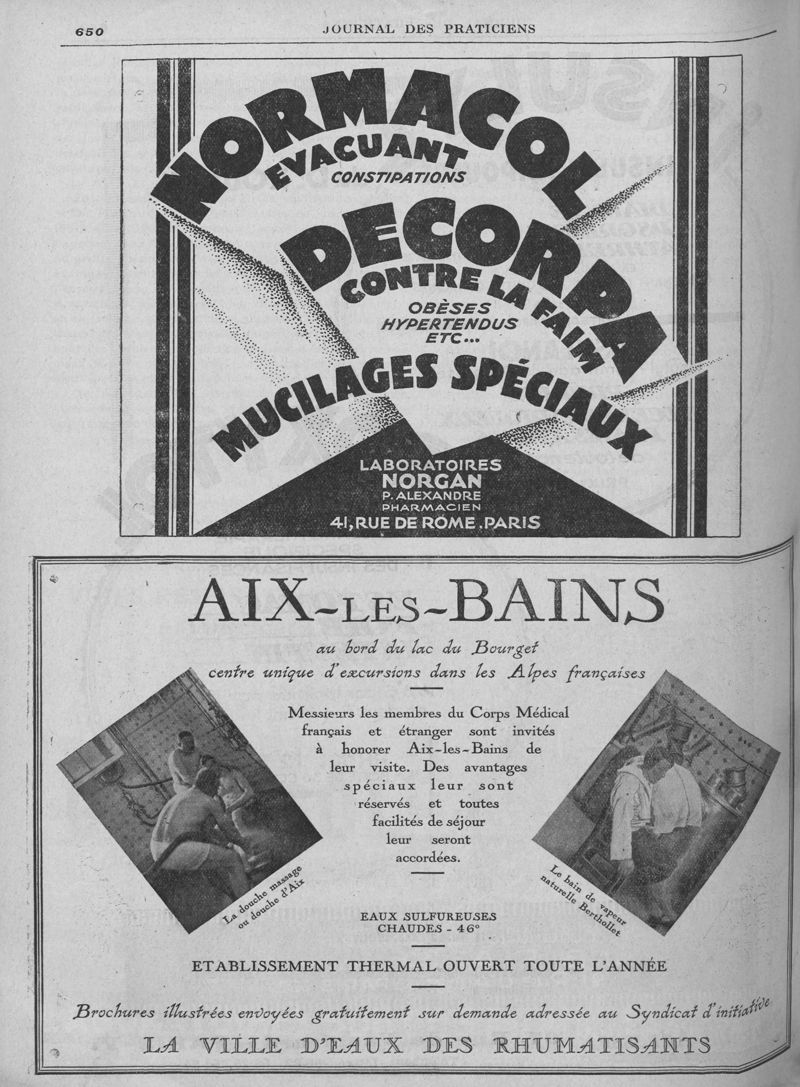 650
JOURNAL DES PRATICIENS
NORMACOL
EVACUANT
CONSTIPATIONS
DECORPA
CONTRE LA FAIM
OBÈSES
HYPERTENDUS
ETC...
MUCILAGES SPÉCIAUX
LABORATOIRES
NORGAN
P. ALEXANDRE
PHARMACIEN
41, RUE DE ROME. PARIS
AIX-LES-BAINS
au bord du lac du Bourget
centre unique d'excursions dans les Alpes françaises
Messieurs les membres du Corps Médical
français et étranger sont invités
à honorer Aix-les-Bains de
leur visite. Des avantages
spéciaux leur sont
réservés et toutes
facilités de séjour
leur seront
accordées.
La douche massage
ou douche d'Aix
Le bain de vapeur
naturelle Berthollet
EAUX SULFUREUSES
CHAUDES - 46°
ETABLISSEMENT THERMAL OUVERT TOUTE L'ANNÉE
Brochures illustrées envoyées gratuitement sur demande adressée au Syndicat d'initiative
LA VILLE D'EAUX DES RHUMATISANTS